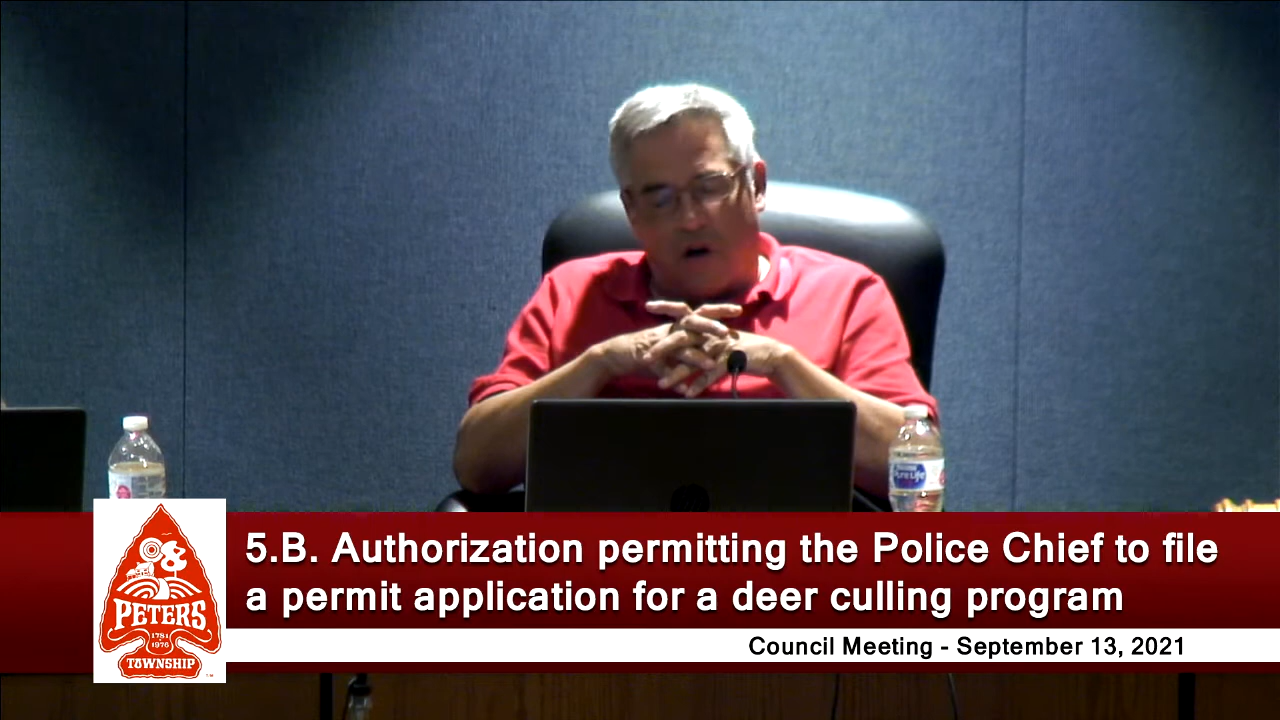 Pure Life
5.B. Authorization permitting the Police Chief to file
a permit application for a deer culling program
PETERS
1781
1976
TOWNSHIP
Council Meeting - September 13, 2021